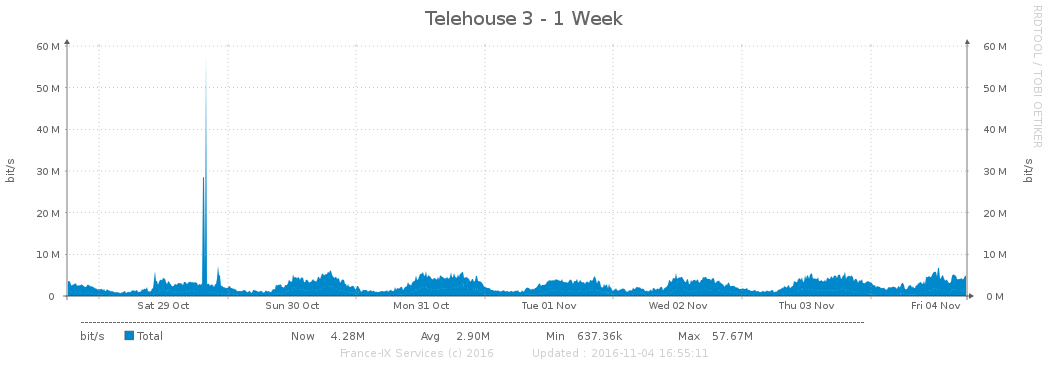 Telehouse 3 - 1 Week
RRDTOOL / TOBI OETIKER
60 M 60 M
50 M 50 M
40 M 40 M
30 M 30 M
20 M 20 M
10 M 10 M
0 0 M
bit/s bit/s
Sat 29 Oct Sun 30 Oct Mon 31 Oct Tue 01 Nov Wed 02 Nov Thu 03 Nov Fri 04 Nov
bit/s Total Now 4.28M Avg 2.90M Min 637.36k Max 57.67M
France-IX Services (c) 2016 Updated : 2016-11-04 16:55:11